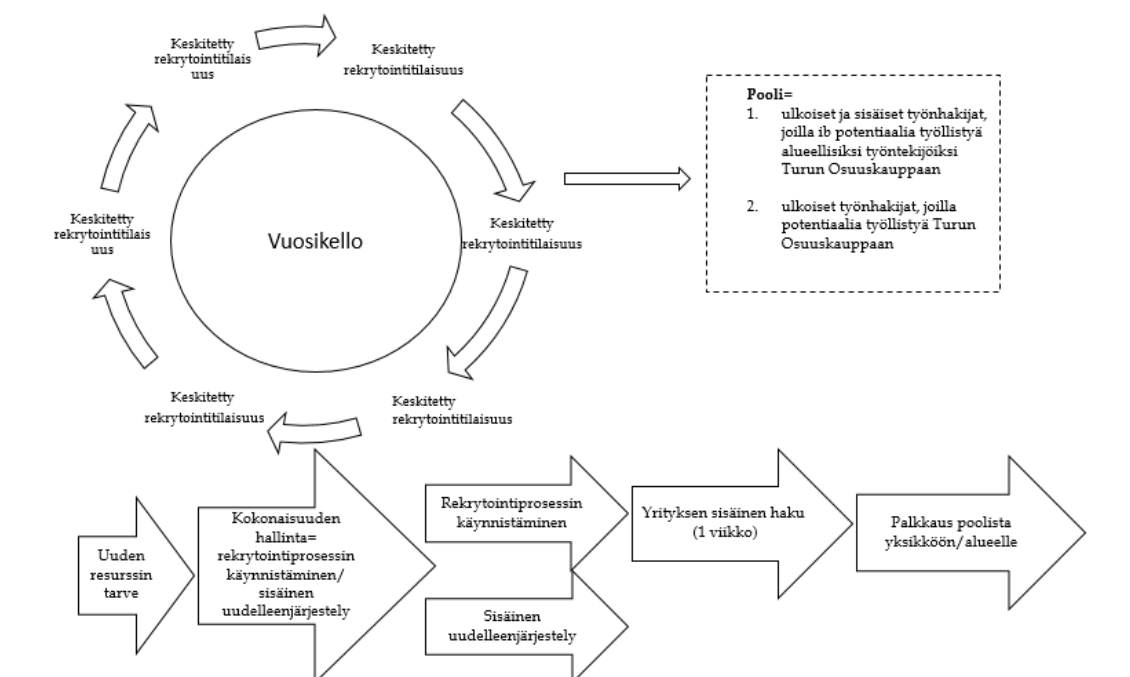 Keskitetty
rekrytointitilais
uus
Keskitetty
rekrytointitilaisuus
Keskitetty
rekrytointitilaisuus
Keskitetty
rekrytointitilaisuus
Keskitetty
rekrytointitilaisuus
Keskitetty
rekrytointitilais
uus
Vuosikello
Pooli=
1. ulkoiset ja sisäiset työnhakijat,
joilla ib potentiaalia työllistyä
alueellisiksi työntekijöiksi
Turun Osuuskauppaan
2. ulkoiset työnhakijat, joilla
potentiaalia työllistyä Turun
Osuuskauppaan
Uuden
resurssin
tarve
Kokonaisuuden
hallinta=
rekrytointiprosessin
käynnistäminen/
sisäinen
uudelleenjärjestely
Rekrytointiprosessin
käynnistäminen
Sisäinen
uudelleenjärjestely
Yrityksen sisäinen haku
(1 viikko)
Palkkaus poolista
yksikköön/alueelle